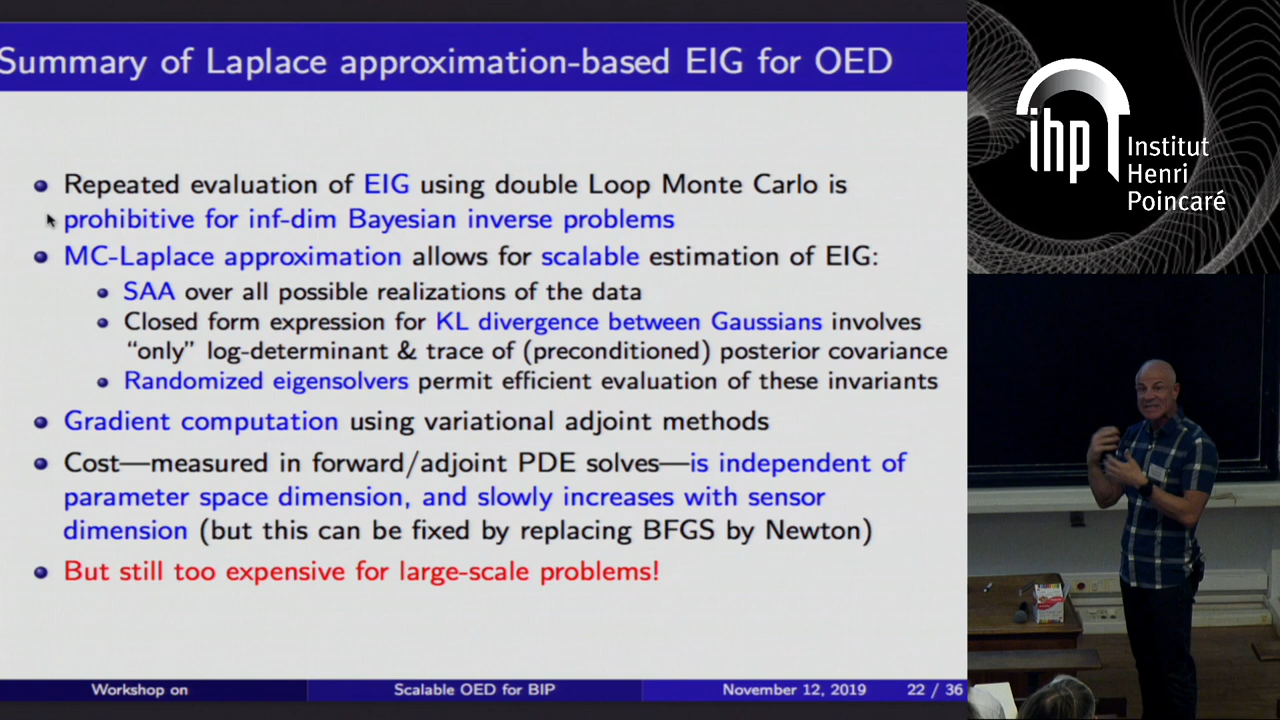 Summary of Laplace approximation-based EIG for OED
Repeated evaluation of EIG using double Loop Monte Carlo is
prohibitive for inf-dim Bayesian inverse problems
MC-Laplace approximation allows for scalable estimation of EIG:
SAA over all possible realizations of the data
Closed form expression for KL divergence between Gaussians involves
“only” log-determinant & trace of (preconditioned) posterior covariance
Randomized eigensolvers permit efficient evaluation of these invariants
Gradient computation using variational adjoint methods
Cost—measured in forward/adjoint PDE solves—is independent of
parameter space dimension, and slowly increases with sensor
dimension (but this can be fixed by replacing BFGS by Newton)
But still too expensive for large-scale problems!
Workshop on Scalable OED for BIP November 12, 2019 22 / 36
ihp
Institut
Henri
Poincaré